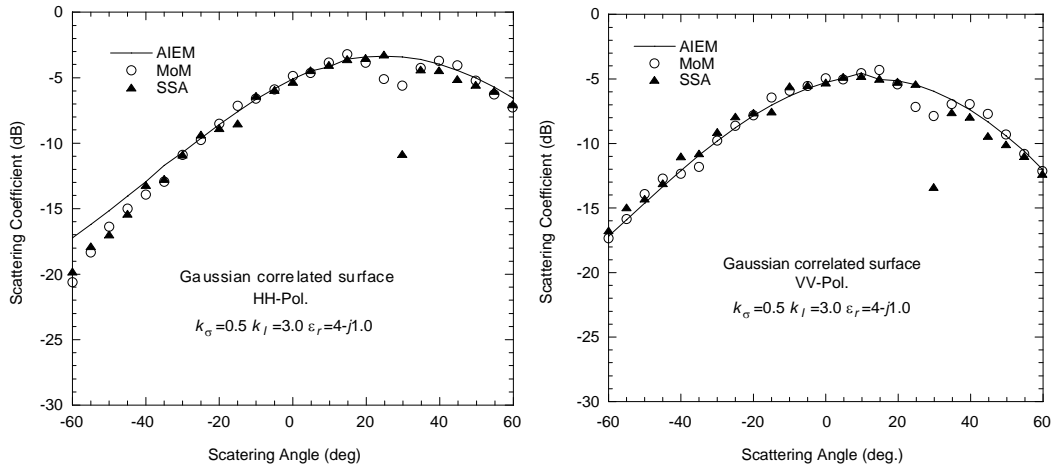 0
-5
-10
-15
-20
-25
-30
Scattering Coefficient (dB)
AIEM
MoM
SSA
Gaussian correlated surface
HH-Pol.
kσ=0.5 kl=3.0 εr=4-j1.0
-60 -40 -20 0 20 40 60
Scatering Angle (deg)
0
-5
-10
-15
-20
-25
-30
Scattering Coefficient (dB)
AIEM
MoM
SSA
Gaussian correlated surface
VV-Pol.
kσ=0.5 kl=3.0 εr=4-j1.0
-60 -40 -20 0 20 40 60
Scattering Angle (deg.)